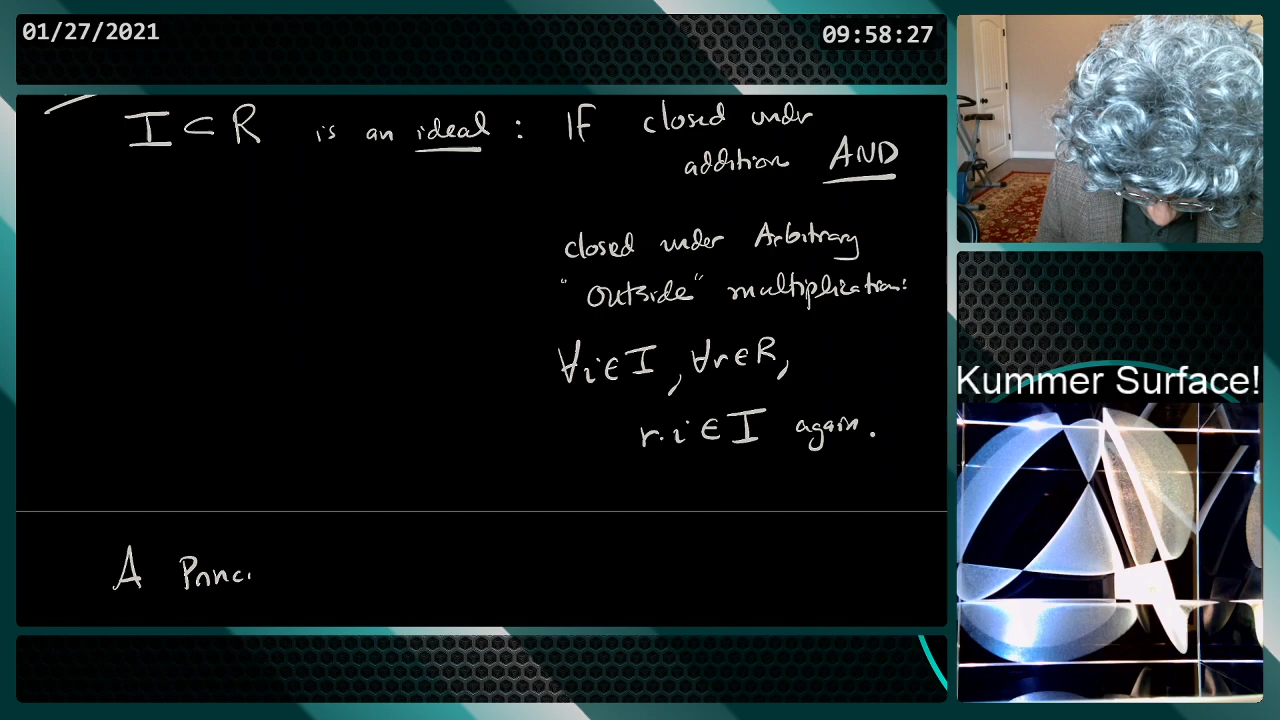 01/27/2021
09:58:27
I ⊂ R is an ideal : If closed under
addition AND
closed under Arbitrary
"outside" multiplication:
∀i∈I, ∀r∈R,
r·i ∈ I again.
A Princi
Kummer Surface!